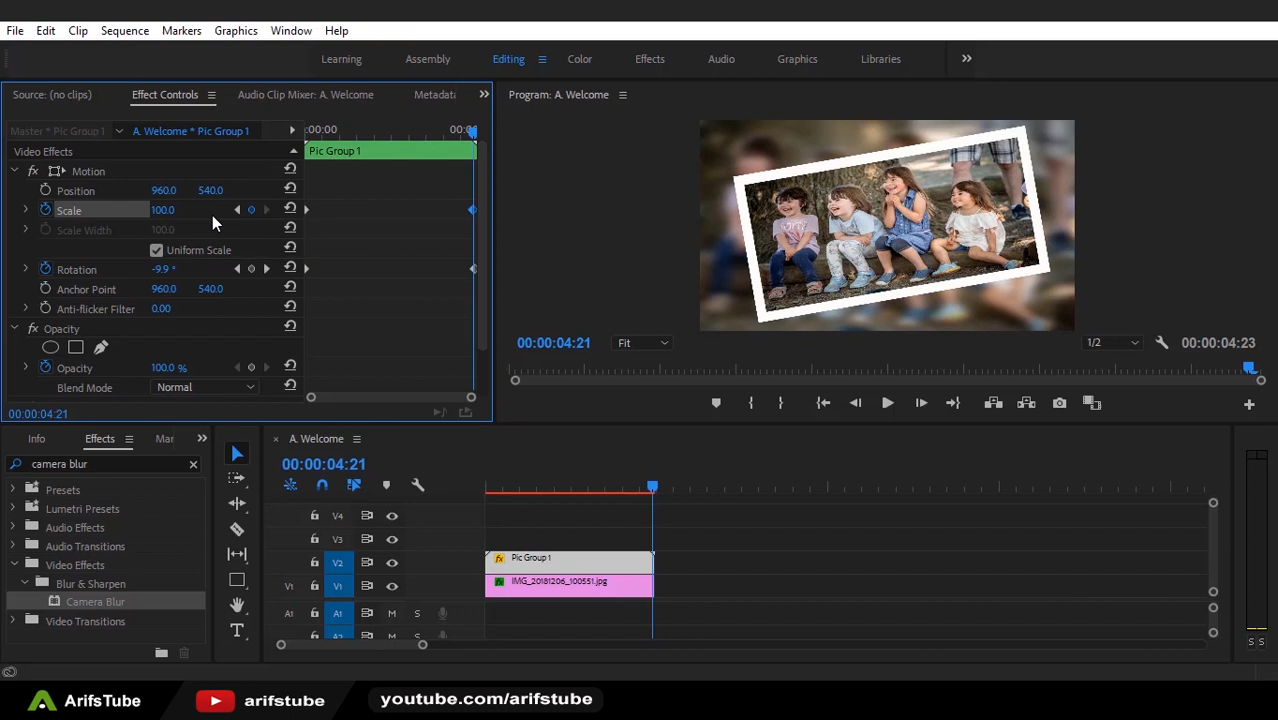 File Edit Clip Sequence Markers Graphics Window Help
Learning Assembly Editing Color Effects Audio Graphics Libraries
Source: (no clips) Effect Controls Audio Clip Mixer: A. Welcome Metadata
Program: A. Welcome
Master * Pic Group 1 A. Welcome * Pic Group 1
:00:00 00:0
Video Effects
Pic Group 1
fx Motion
Position 960.0 540.0
Scale 100.0
Scale Width 100.0
Uniform Scale
Rotation -9.9 °
Anchor Point 960.0 540.0
Anti-flicker Filter 0.00
fx Opacity
Opacity 100.0 %
Blend Mode Normal
00:00:04:21
00:00:04:21 Fit 1/2 00:00:04:23
Info Effects Mar
camera blur
Presets
Lumetri Presets
Audio Effects
Audio Transitions
Video Effects
Blur & Sharpen
Camera Blur
Video Transitions
× A. Welcome
00:00:04:21
V4
V3
V2 fx Pic Group 1
V1 V1 fx IMG_20181206_100551.jpg
A1 A1 M S
A2 M S
S S
ArifsTube arifstube youtube.com/arifstube